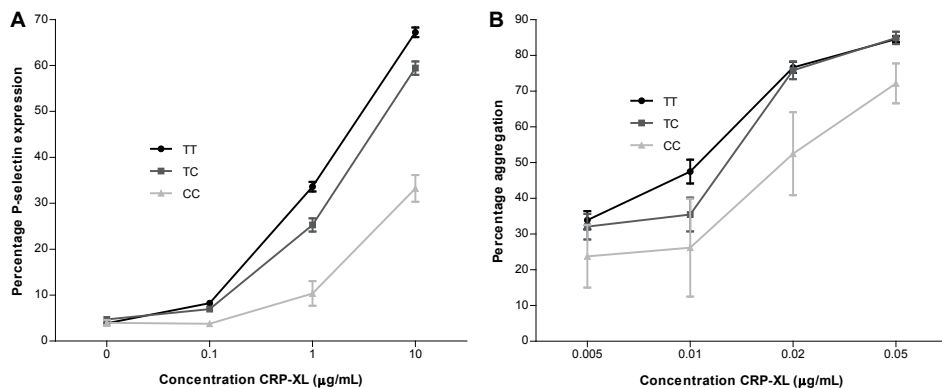 A
Percentage P-selectin expression
70
60
50
40
30
20
10
0
TT
TC
CC
0 0.1 1 10
Concentration CRP-XL (μg/mL)
B
Percentage aggregation
90
80
70
60
50
40
30
20
10
0
TT
TC
CC
0.005 0.01 0.02 0.05
Concentration CRP-XL (μg/mL)